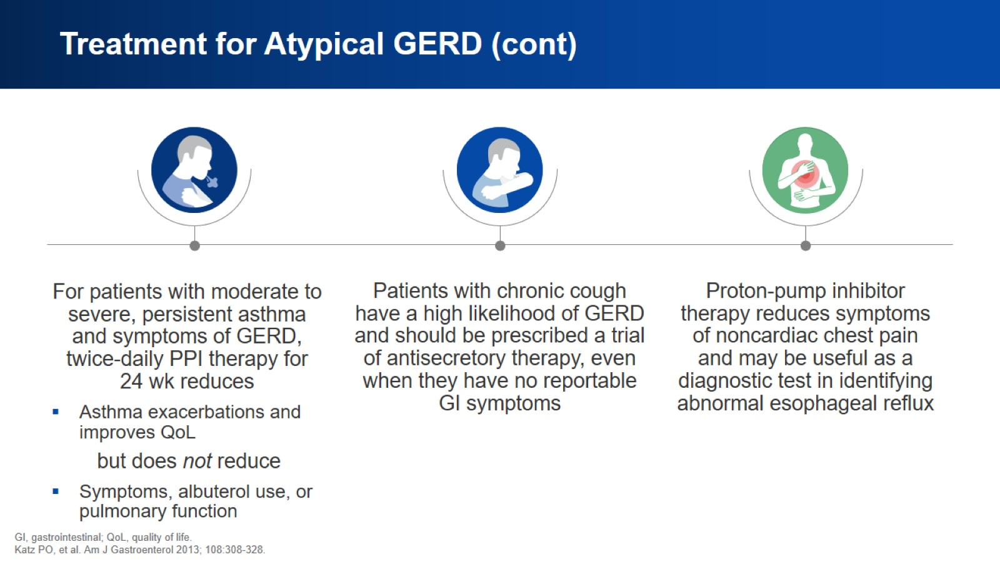 Treatment for Atypical GERD (cont)
For patients with moderate to
severe, persistent asthma
and symptoms of GERD,
twice-daily PPI therapy for
24 wk reduces
▪ Asthma exacerbations and
improves QoL
but does not reduce
▪ Symptoms, albuterol use, or
pulmonary function
Patients with chronic cough
have a high likelihood of GERD
and should be prescribed a trial
of antisecretory therapy, even
when they have no reportable
GI symptoms
Proton-pump inhibitor
therapy reduces symptoms
of noncardiac chest pain
and may be useful as a
diagnostic test in identifying
abnormal esophageal reflux
GI, gastrointestinal; QoL, quality of life.
Katz PO, et al. Am J Gastroenterol 2013; 108:308-328.